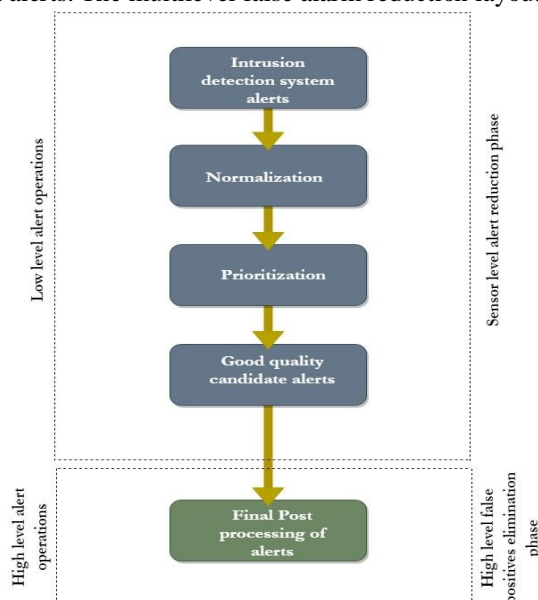 alerts. The multilevel false alarm reduction layout
Intrusion
detection system
alerts
Normalization
Prioritization
Good quality
candidate alerts
Low level alert operations
Sensor level alert reduction phase
Final Post
processing of
alerts
High level alert
operations
High level false
positives elimination
phase